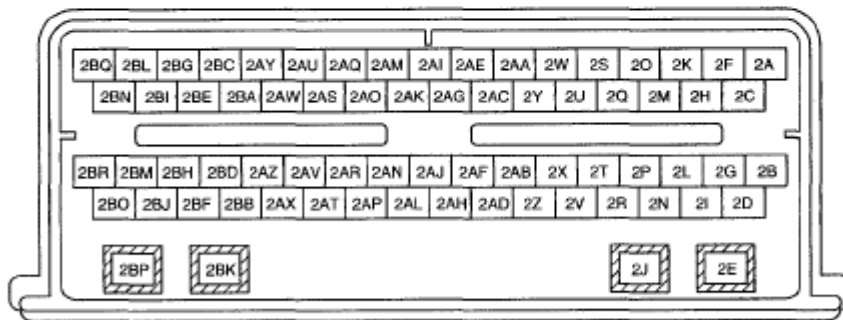 2BQ 2BL 2BG 2BC 2AY 2AU 2AQ 2AM 2AI 2AE 2AA 2W 2S 2O 2K 2F 2A
2BN 2BI 2BE 2BA 2AW 2AS 2AO 2AK 2AG 2AC 2Y 2U 2Q 2M 2H 2C
2BR 2BM 2BH 2BD 2AZ 2AV 2AR 2AN 2AJ 2AF 2AB 2X 2T 2P 2L 2G 2B
2BO 2BJ 2BF 2BB 2AX 2AT 2AP 2AL 2AH 2AD 2Z 2V 2R 2N 2I 2D
2BP 2BK 2J 2E